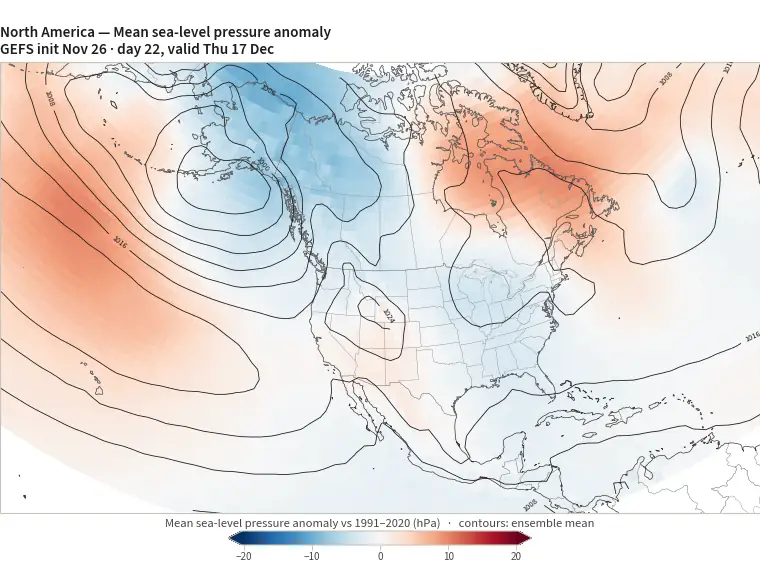 North America — Mean sea-level pressure anomaly
GEFS init Nov 26 · day 22, valid Thu 17 Dec
1008
1008
1016
1024
1016
1008
Mean sea-level pressure anomaly vs 1991–2020 (hPa) · contours: ensemble mean
−20 −10 0 10 20